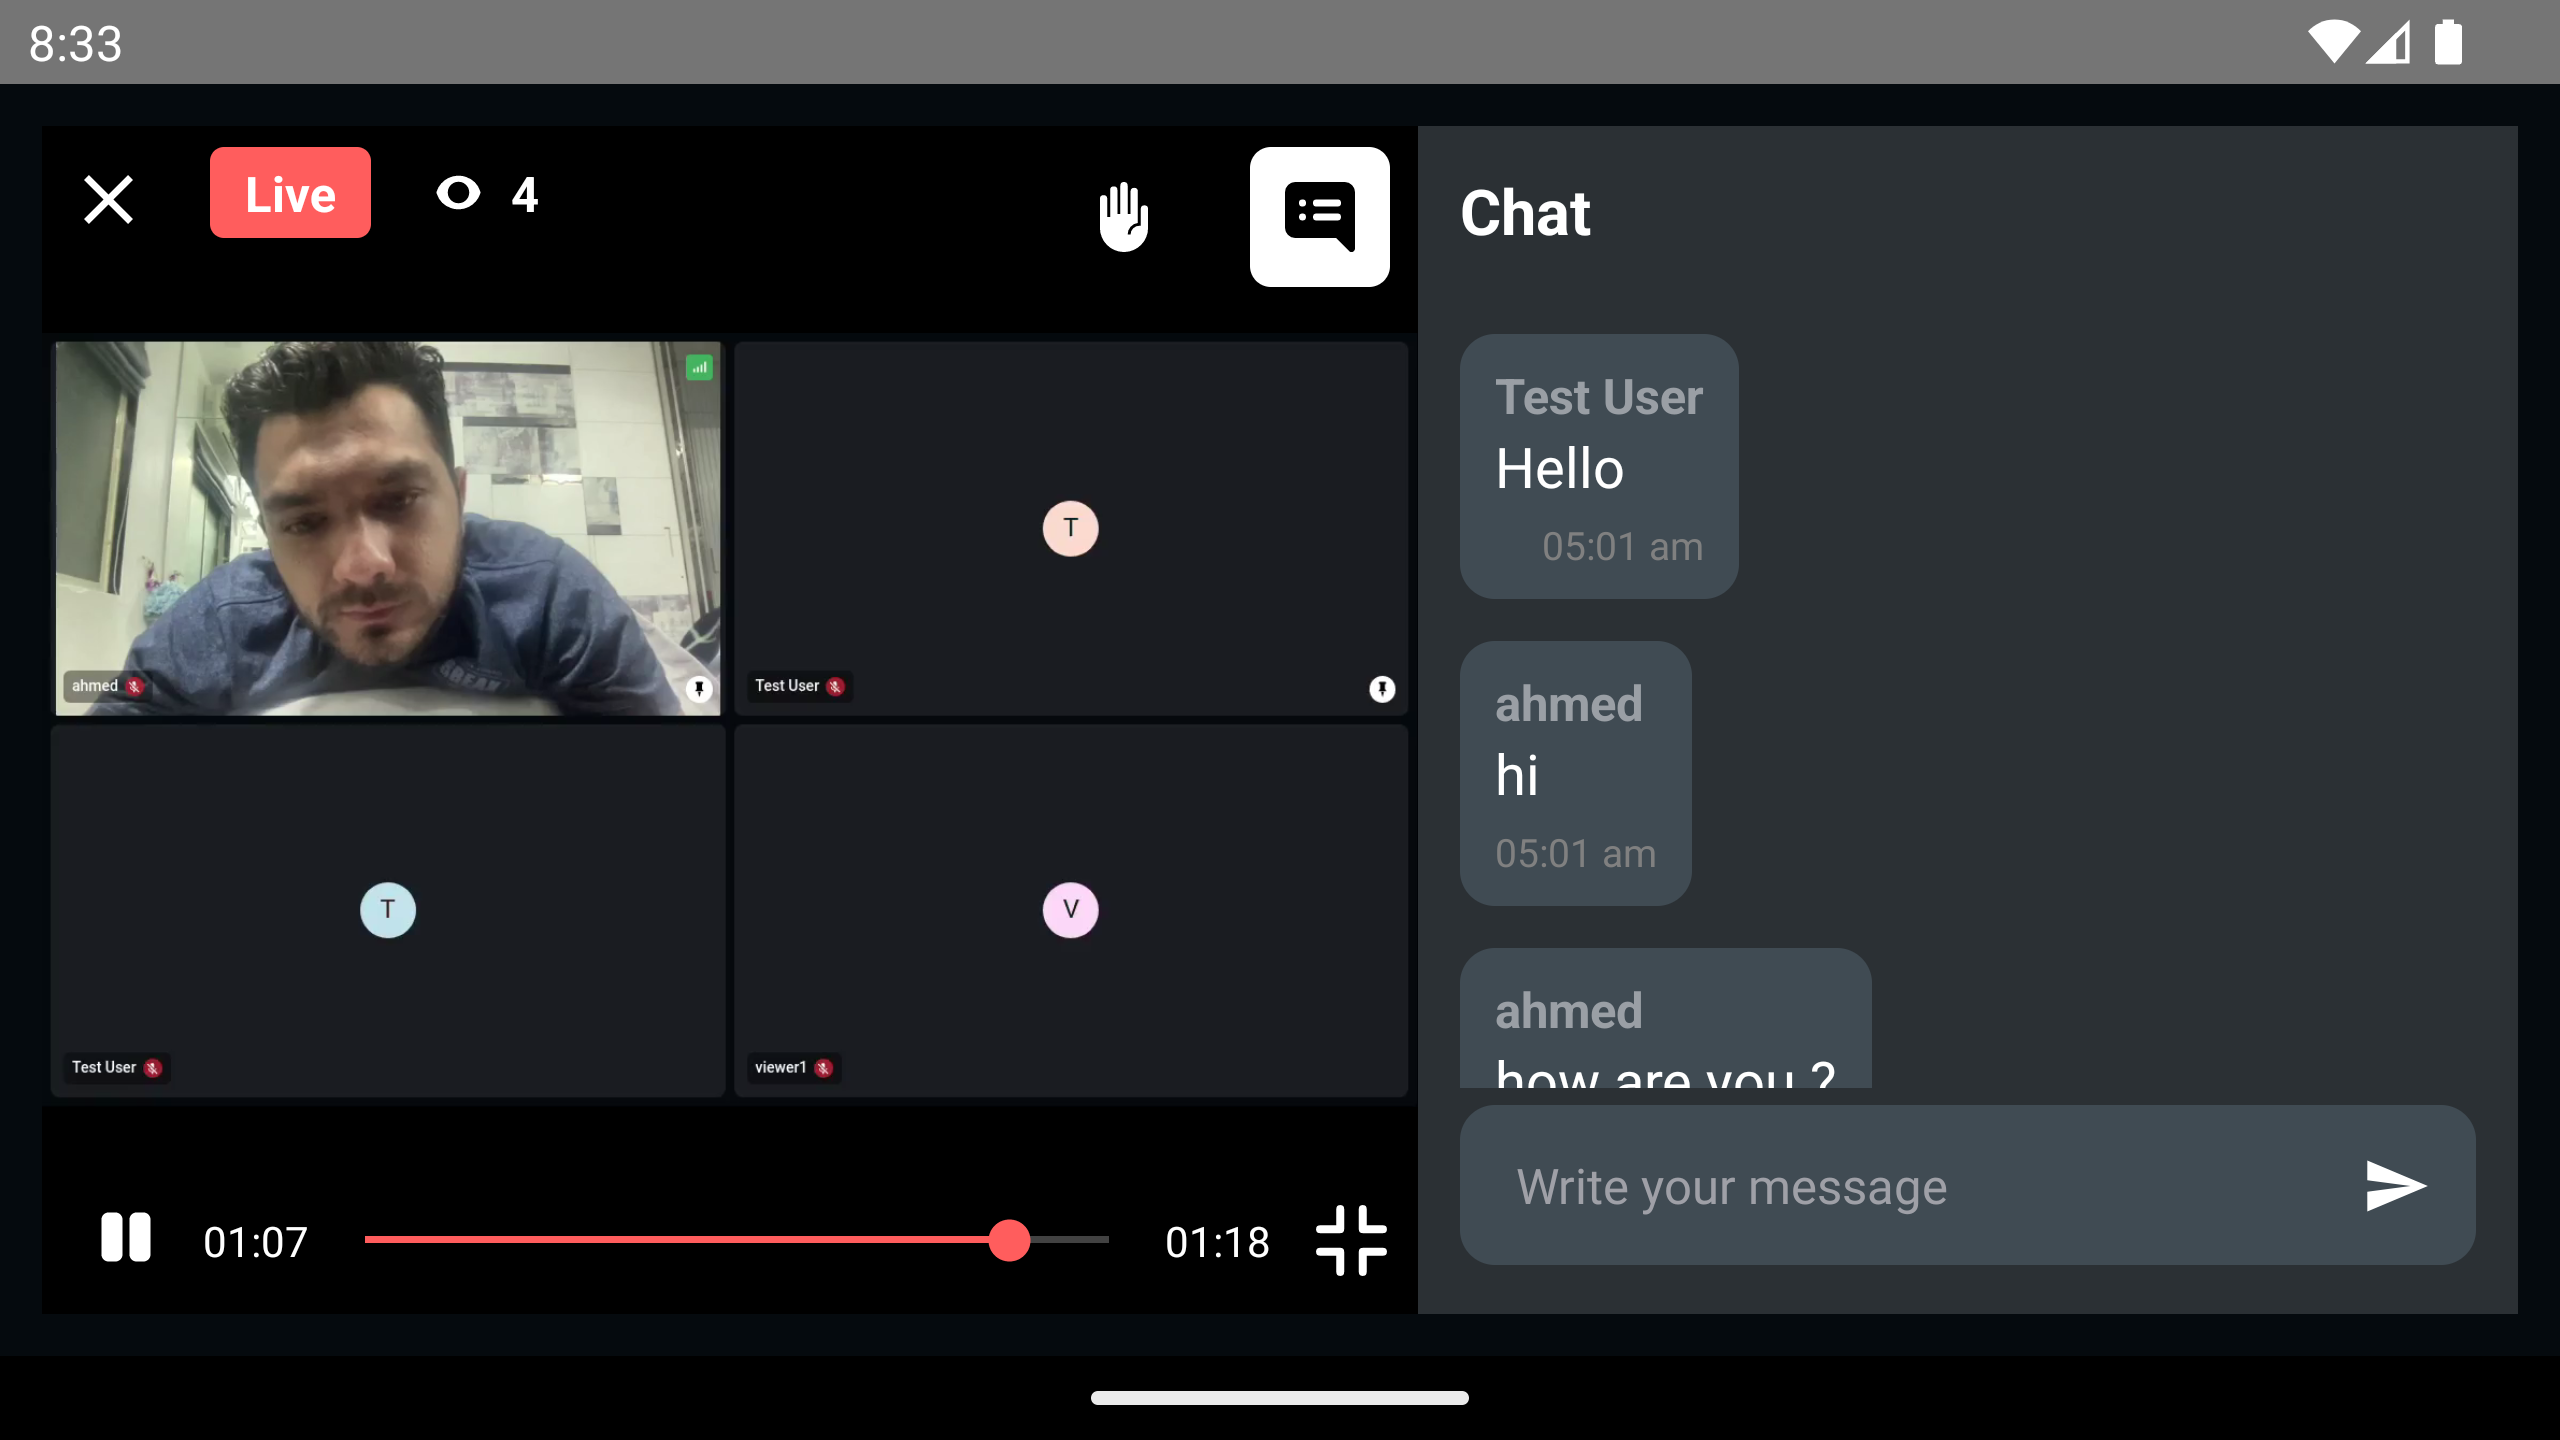 8:33
Live
4
Chat
ahmed
T
Test User
T
Test User
V
viewer1
01:07
01:18
Test User
Hello
05:01 am
ahmed
hi
05:01 am
ahmed
how are you ?
Write your message